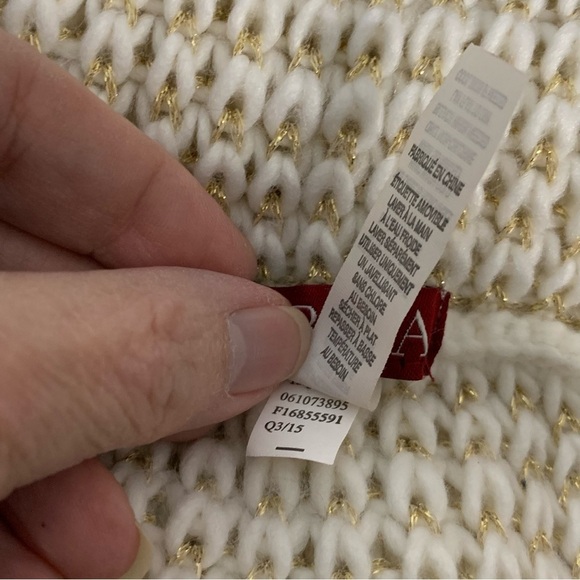 FABRIQUÉ EN CHINE
ÉTIQUETTE AMOVIBLE
LAVER À LA MAIN
À L'EAU FROIDE
LAVER SÉPARÉMENT
UTILISER UNIQUEMENT
UN JAVELLISANT
SANS CHLORE
AU BESOIN
SÉCHER À PLAT
REPASSER À BASSE
TEMPÉRATURE
AU BESOIN
A
061073895
F16855591
Q3/15